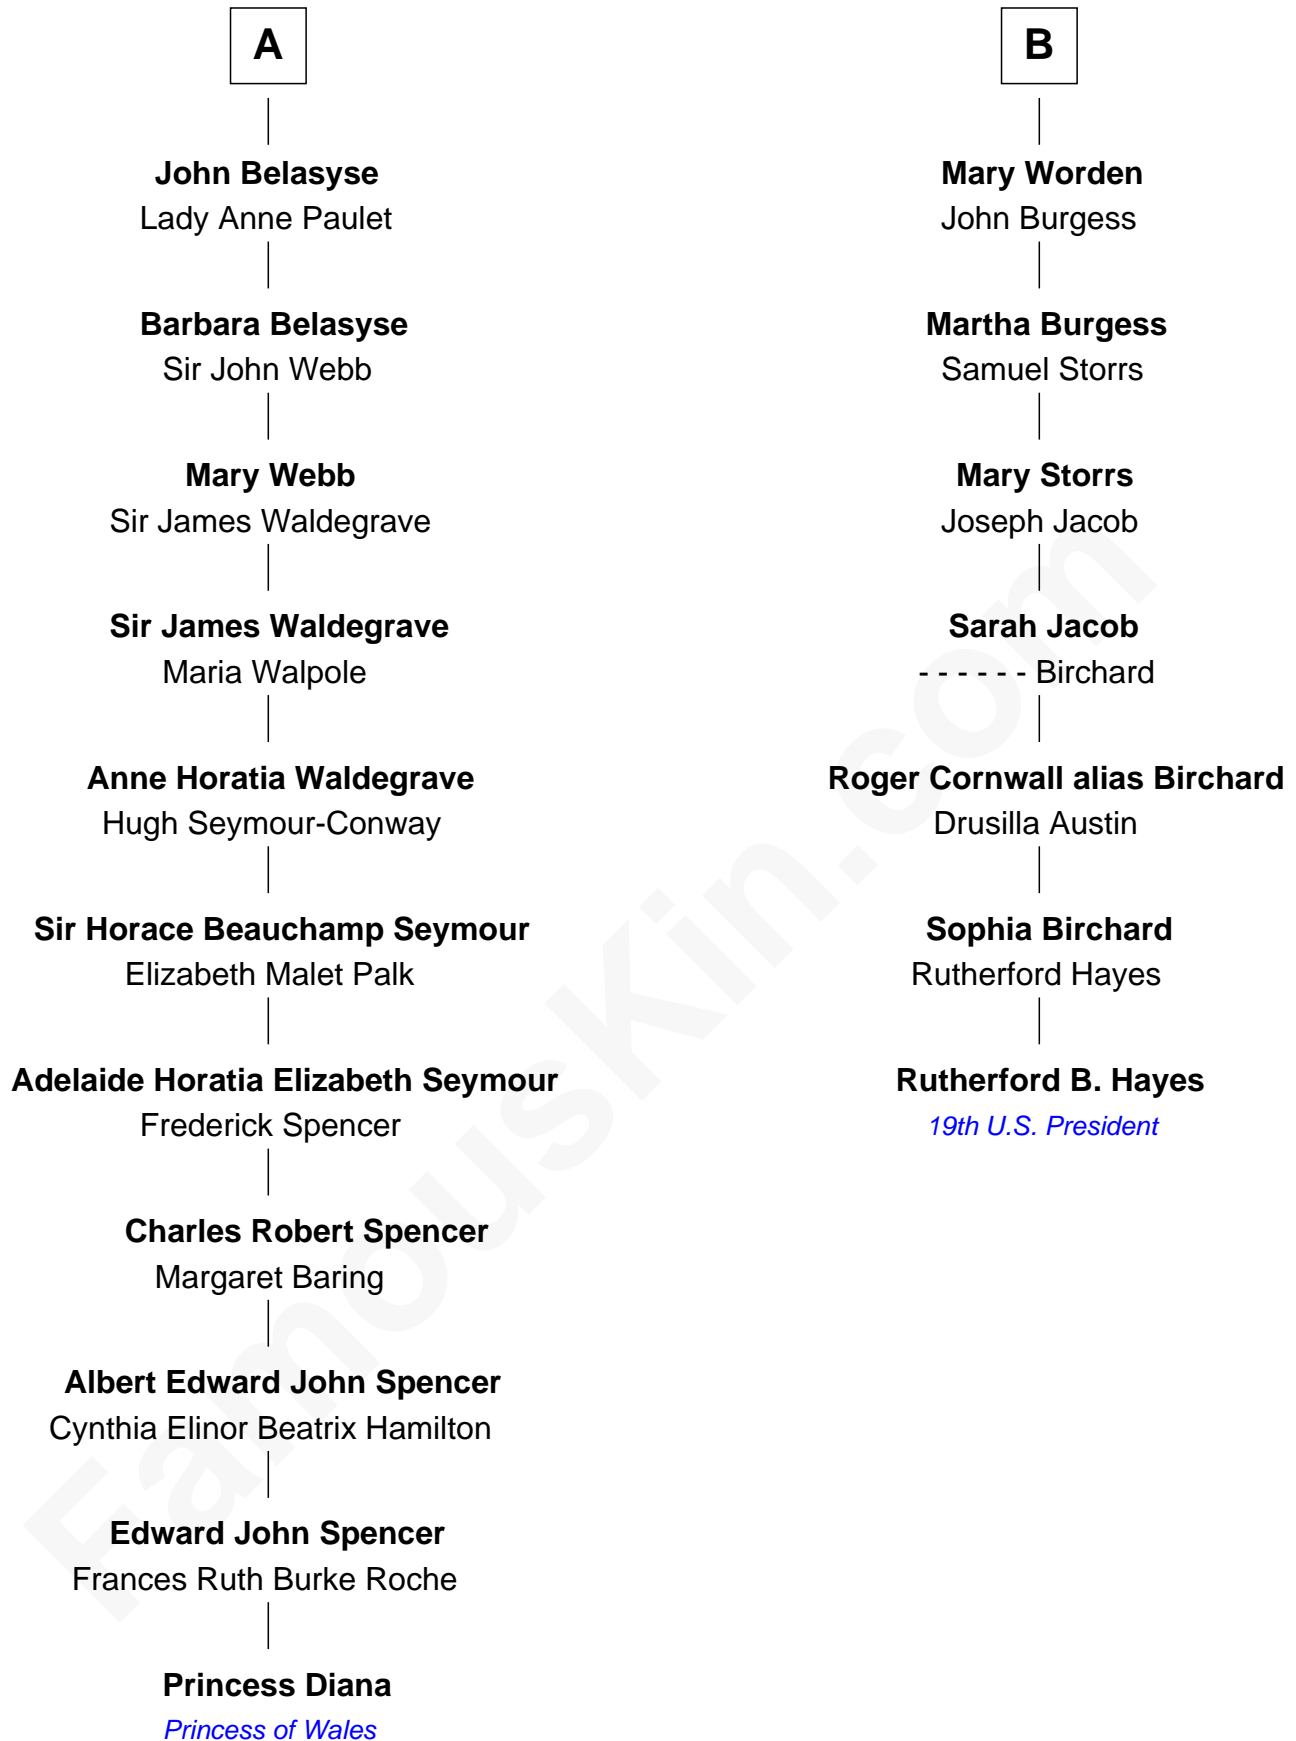 A
John Belasyse
Lady Anne Paulet
Barbara Belasyse
Sir John Webb
Mary Webb
Sir James Waldegrave
Sir James Waldegrave
Maria Walpole
Anne Horatia Waldegrave
Hugh Seymour-Conway
Sir Horace Beauchamp Seymour
Elizabeth Malet Palk
Adelaide Horatia Elizabeth Seymour
Frederick Spencer
Charles Robert Spencer
Margaret Baring
Albert Edward John Spencer
Cynthia Elinor Beatrix Hamilton
Edward John Spencer
Frances Ruth Burke Roche
Princess Diana
Princess of Wales
B
Mary Worden
John Burgess
Martha Burgess
Samuel Storrs
Mary Storrs
Joseph Jacob
Sarah Jacob
- - - - - - Birchard
Roger Cornwall alias Birchard
Drusilla Austin
Sophia Birchard
Rutherford Hayes
Rutherford B. Hayes
19th U.S. President
FamousKin.com